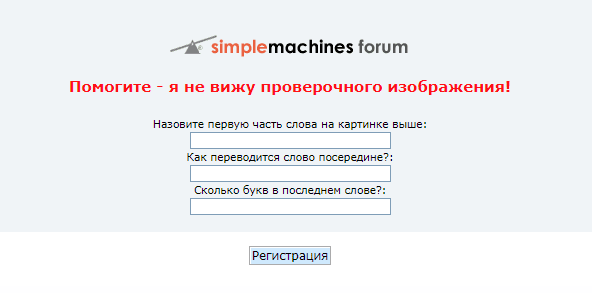 simplemachines forum
Помогите - я не вижу проверочного изображения!
Назовите первую часть слова на картинке выше:
Как переводится слово посередине?:
Сколько букв в последнем слове?:
Регистрация